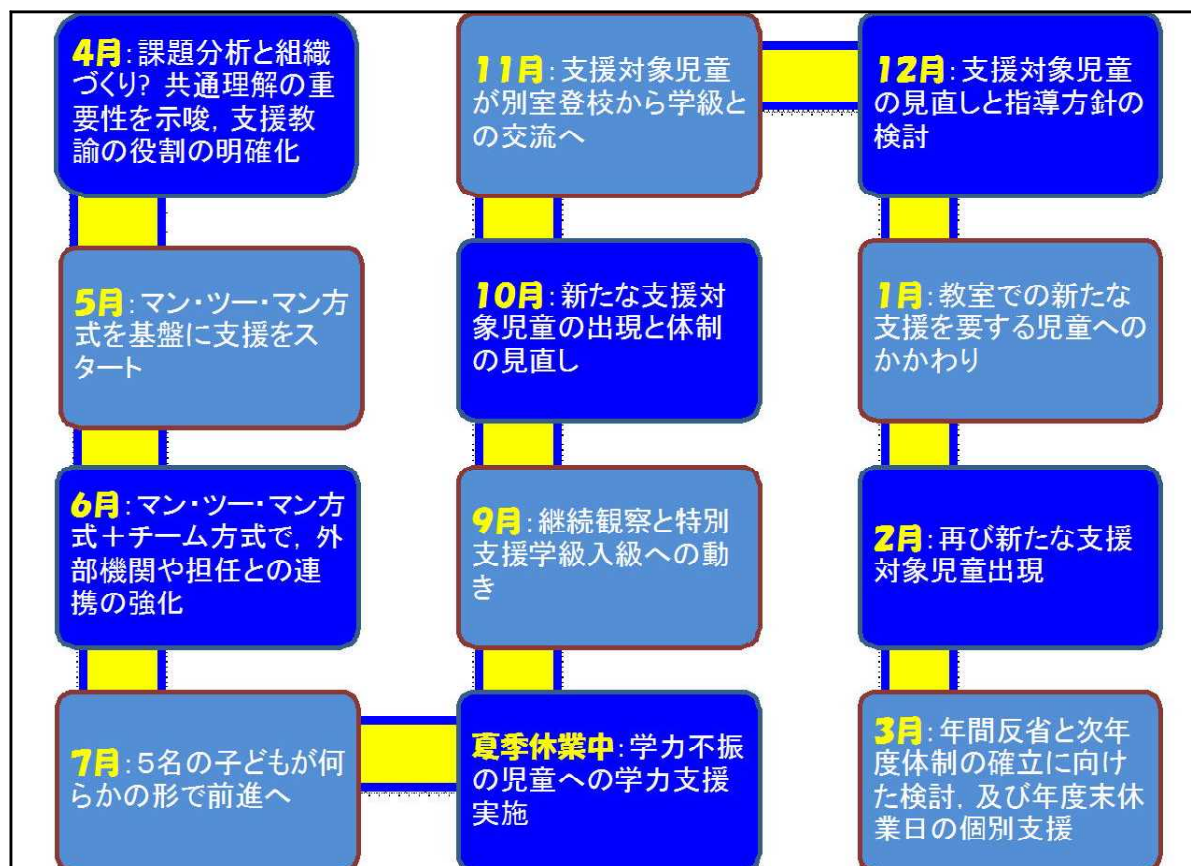 4月:課題分析と組織
づくり? 共通理解の重
要性を示唆, 支援教
諭の役割の明確化
5月:マン・ツー・マン方
式を基盤に支援をス
タート
6月:マン・ツー・マン方
式+チーム方式で, 外
部機関や担任との連
携の強化
7月:5名の子どもが何
らかの形で前進へ
夏季休業中:学力不振
の児童への学力支援
実施
9月:継続観察と特別
支援学級入級への動
き
10月:新たな支援対
象児童の出現と体制
の見直し
11月:支援対象児童
が別室登校から学級と
の交流へ
12月:支援対象児童
の見直しと指導方針の
検討
1月:教室での新たな
支援を要する児童への
かかわり
2月:再び新たな支援
対象児童出現
3月:年間反省と次年
度体制の確立に向け
た検討, 及び年度末休
業日の個別支援